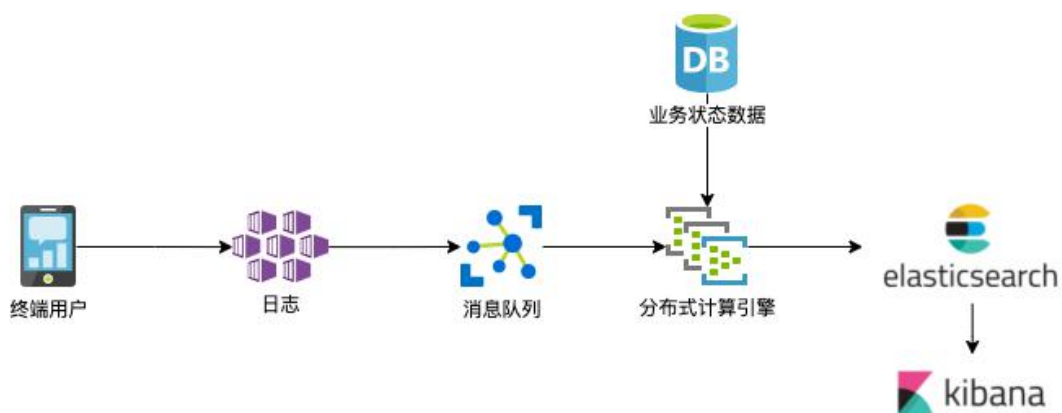 DB
业务状态数据
终端用户
日志
消息队列
分布式计算引擎
elasticsearch
kibana